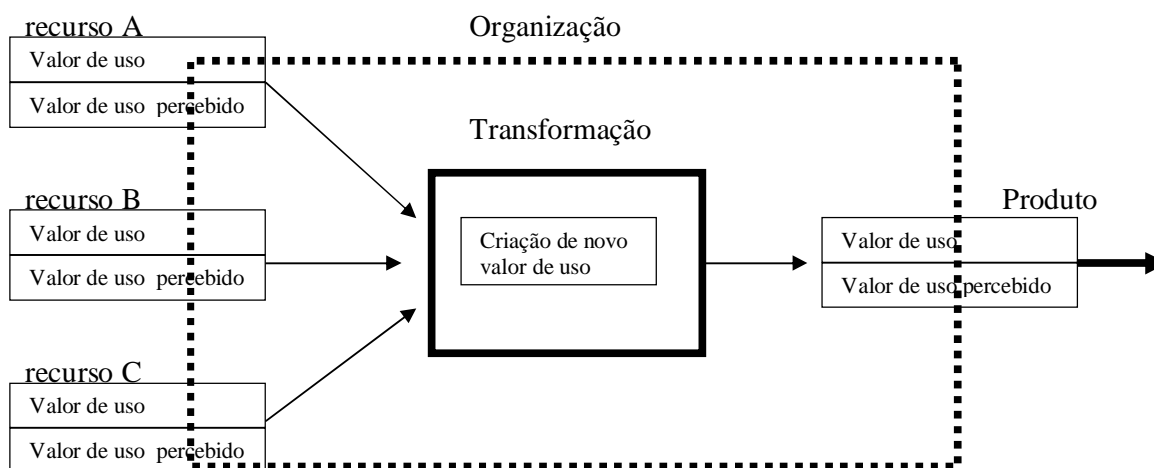 recurso A
Valor de uso
Valor de uso percebido
Organização
Transformação
recurso B
Valor de uso
Valor de uso percebido
Criação de novo
valor de uso
Produto
Valor de uso
Valor de uso percebido
recurso C
Valor de uso
Valor de uso percebido